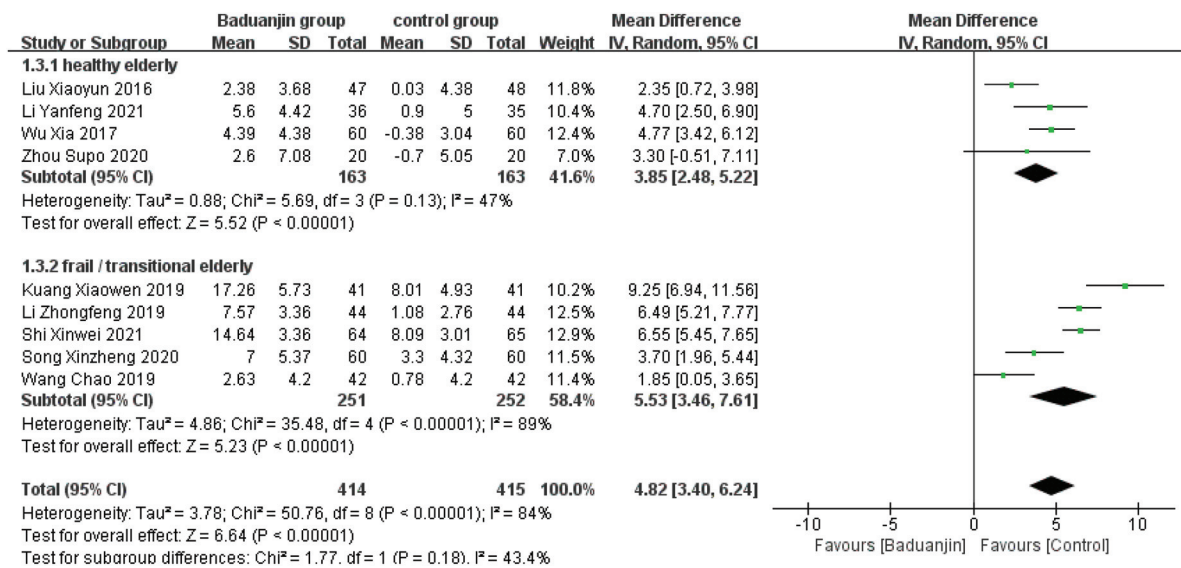 Baduanjin group control group Mean Difference Mean Difference
Study or Subgroup Mean SD Total Mean SD Total Weight IV, Random, 95% CI IV, Random, 95% CI
1.3.1 healthy elderly
Liu Xiaoyun 2016 2.38 3.68 47 0.03 4.38 48 11.8% 2.35 [0.72, 3.98]
Li Yanfeng 2021 5.6 4.42 36 0.9 5 35 10.4% 4.70 [2.50, 6.90]
Wu Xia 2017 4.39 4.38 60 -0.38 3.04 60 12.4% 4.77 [3.42, 6.12]
Zhou Supo 2020 2.6 7.08 20 -0.7 5.05 20 7.0% 3.30 [-0.51, 7.11]
Subtotal (95% CI) 163 163 41.6% 3.85 [2.48, 5.22]
Heterogeneity: Tau² = 0.88; Chi² = 5.69, df = 3 (P = 0.13); I² = 47%
Test for overall effect: Z = 5.52 (P < 0.00001)
1.3.2 frail / transitional elderly
Kuang Xiaowen 2019 17.26 5.73 41 8.01 4.93 41 10.2% 9.25 [6.94, 11.56]
Li Zhongfeng 2019 7.57 3.36 44 1.08 2.76 44 12.5% 6.49 [5.21, 7.77]
Shi Xinwei 2021 14.64 3.36 64 8.09 3.01 65 12.9% 6.55 [5.45, 7.65]
Song Xinzheng 2020 7 5.37 60 3.3 4.32 60 11.5% 3.70 [1.96, 5.44]
Wang Chao 2019 2.63 4.2 42 0.78 4.2 42 11.4% 1.85 [0.05, 3.65]
Subtotal (95% CI) 251 252 58.4% 5.53 [3.46, 7.61]
Heterogeneity: Tau² = 4.86; Chi² = 35.48, df = 4 (P < 0.00001); I² = 89%
Test for overall effect: Z = 5.23 (P < 0.00001)
Total (95% CI) 414 415 100.0% 4.82 [3.40, 6.24]
Heterogeneity: Tau² = 3.78; Chi² = 50.76, df = 8 (P < 0.00001); I² = 84%
Test for overall effect: Z = 6.64 (P < 0.00001)
Test for subgroup differences: Chi² = 1.77, df = 1 (P = 0.18), I² = 43.4%
-10 -5 0 5 10
Favours [Baduanjin] Favours [Control]